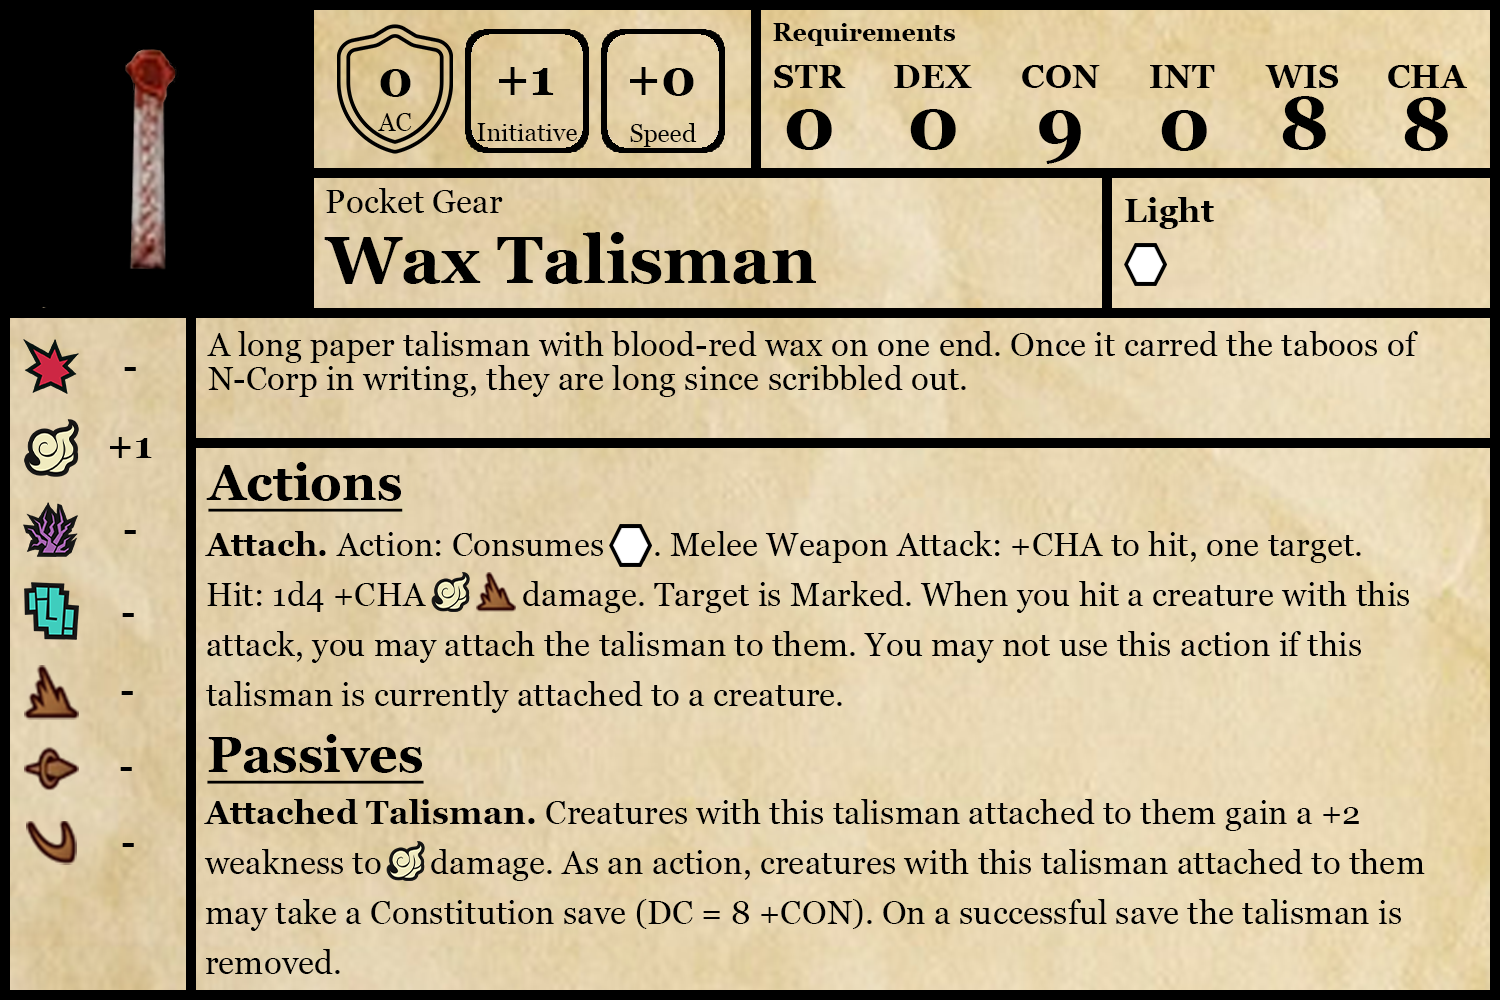 0
AC
+1
Initiative
+0
Speed
Requirements
STR DEX CON INT WIS CHA
0 0 9 0 8 8
Pocket Gear
Wax Talisman
Light
-
+1
-
-
-
-
-
A long paper talisman with blood-red wax on one end. Once it carred the taboos of
N-Corp in writing, they are long since scribbled out.
Actions
Attach. Action: Consumes . Melee Weapon Attack: +CHA to hit, one target.
Hit: 1d4 +CHA damage. Target is Marked. When you hit a creature with this
attack, you may attach the talisman to them. You may not use this action if this
talisman is currently attached to a creature.
Passives
Attached Talisman. Creatures with this talisman attached to them gain a +2
weakness to damage. As an action, creatures with this talisman attached to them
may take a Constitution save (DC = 8 +CON). On a successful save the talisman is
removed.